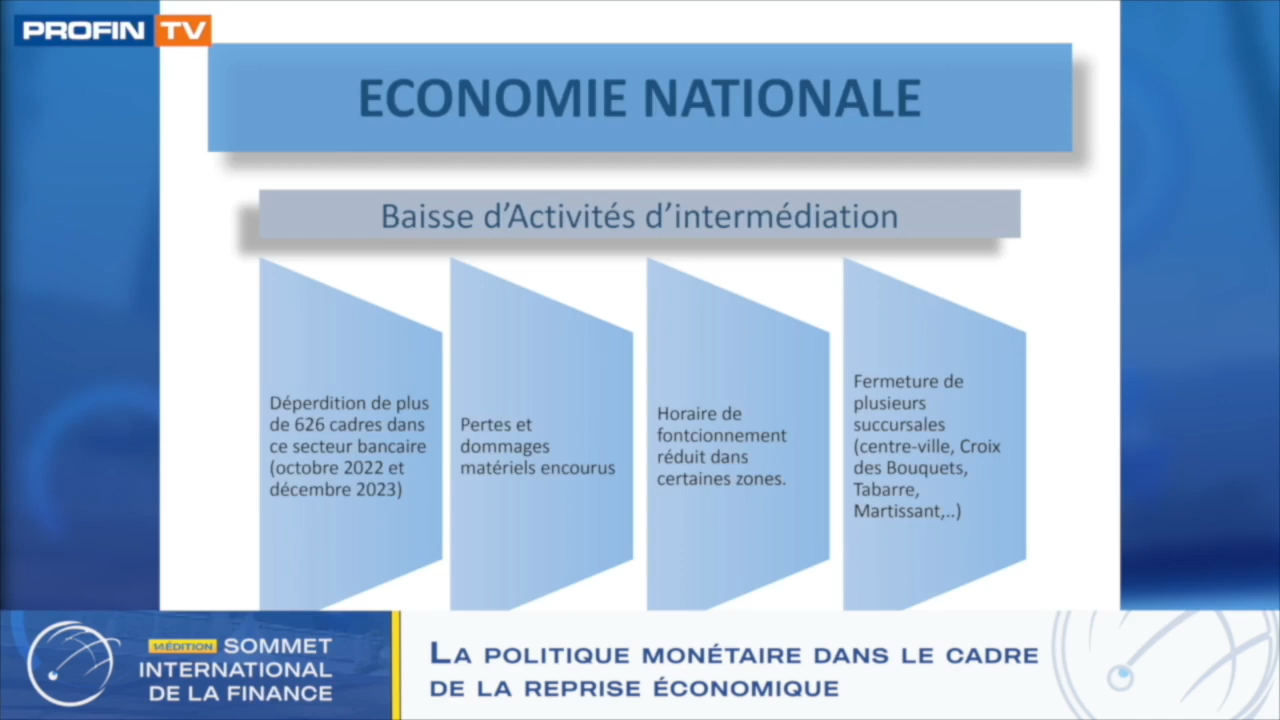 PROFIN TV
ECONOMIE NATIONALE
Baisse d'Activités d'intermédiation
Déperdition de plus
de 626 cadres dans
ce secteur bancaire
(octobre 2022 et
décembre 2023)
Pertes et
dommages
matériels encourus
Horaire de
fontcionnement
réduit dans
certaines zones.
Fermeture de
plusieurs
succursales
(centre-ville, Croix
des Bouquets,
Tabarre,
Martissant,..)
14ÈDITION SOMMET
INTERNATIONAL
DE LA FINANCE
LA POLITIQUE MONÉTAIRE DANS LE CADRE
DE LA REPRISE ÉCONOMIQUE